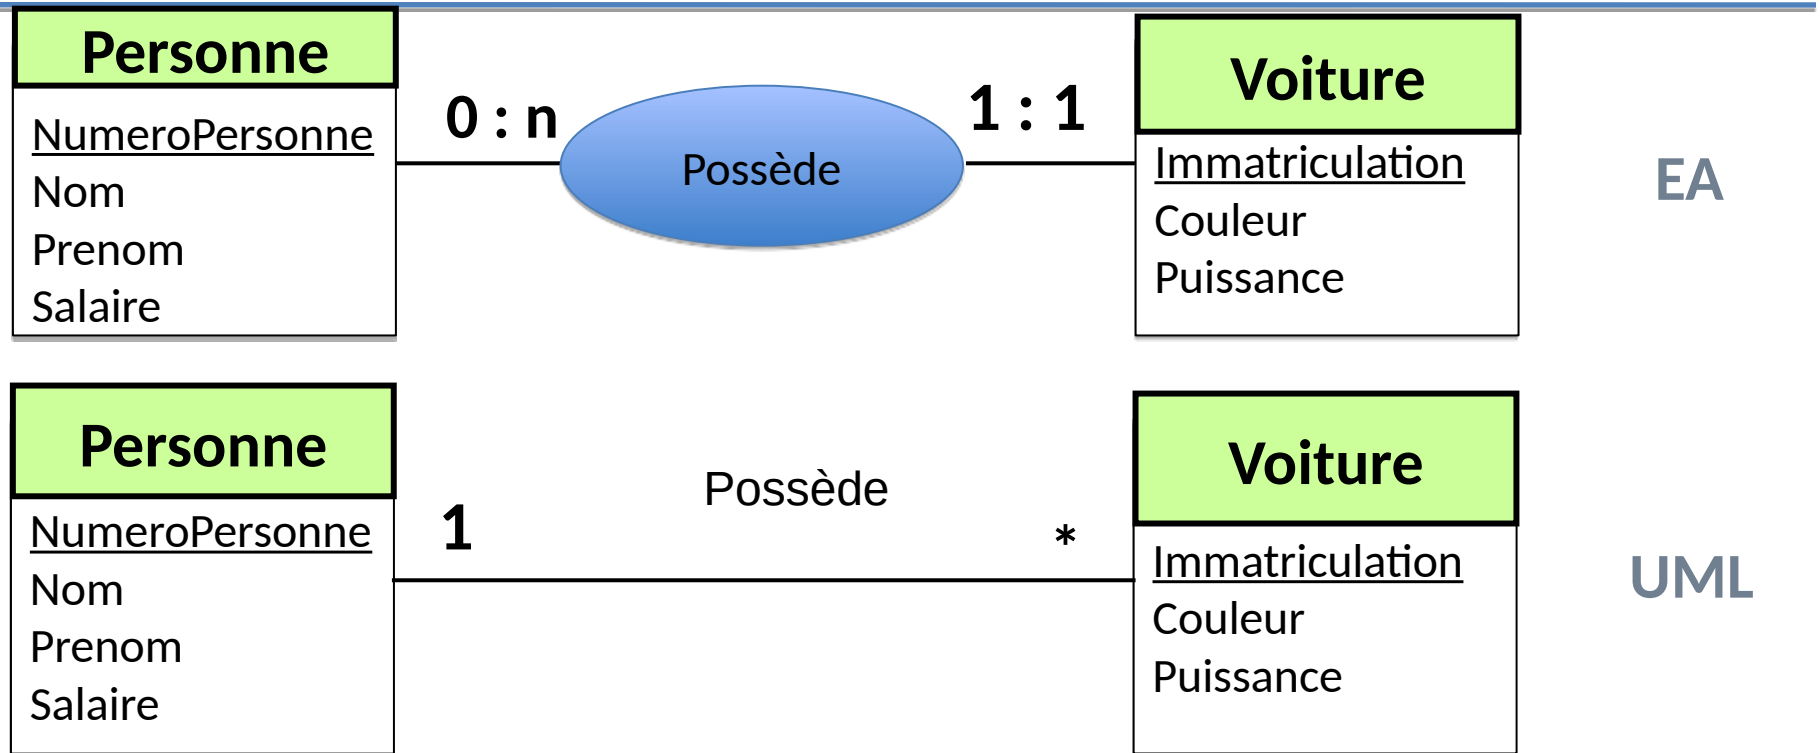 Personne
NumeroPersonne
Nom
Prenom
Salaire
0 : n
Possède
1 : 1
Voiture
Immatriculation
Couleur
Puissance
EA
Personne
NumeroPersonne
Nom
Prenom
Salaire
1
Possède
*
Voiture
Immatriculation
Couleur
Puissance
UML